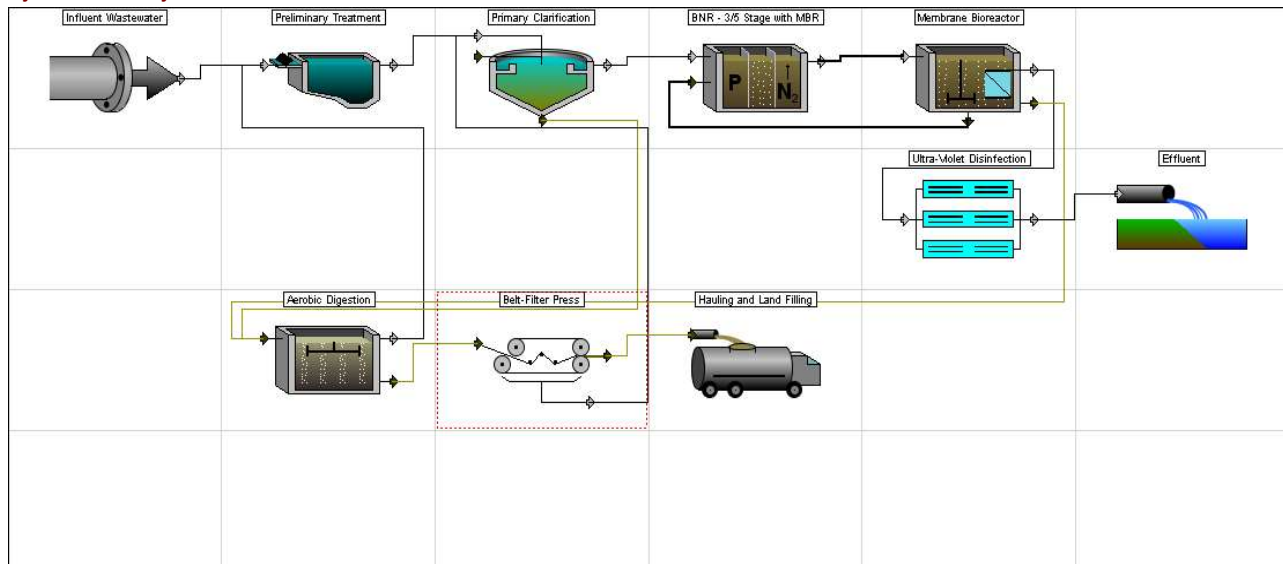 Influent Wastewater
Preliminary Treatment
Primary Clarification
BNR - 3/5 Stage with MBR
Membrane Bioreactor
P
N2
Ultra-Violet Disinfection
Effluent
Aerobic Digestion
Belt-Filter Press
Hauling and Land Filling